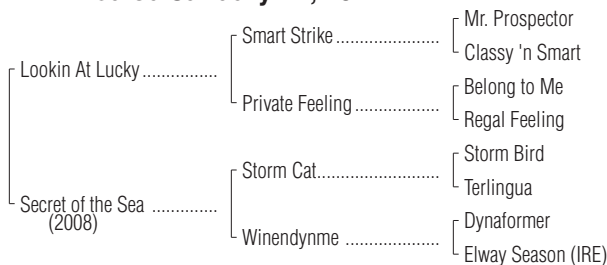 Mr. Prospector
Smart Strike ....................
Classy 'n Smart
Lookin At Lucky ................
Belong to Me
Private Feeling ....................
Regal Feeling
Storm Bird
Storm Cat..........................
Terlingua
Secret of the Sea ..............
(2008)
Dynaformer
Winendynme ....................
Elway Season (IRE)